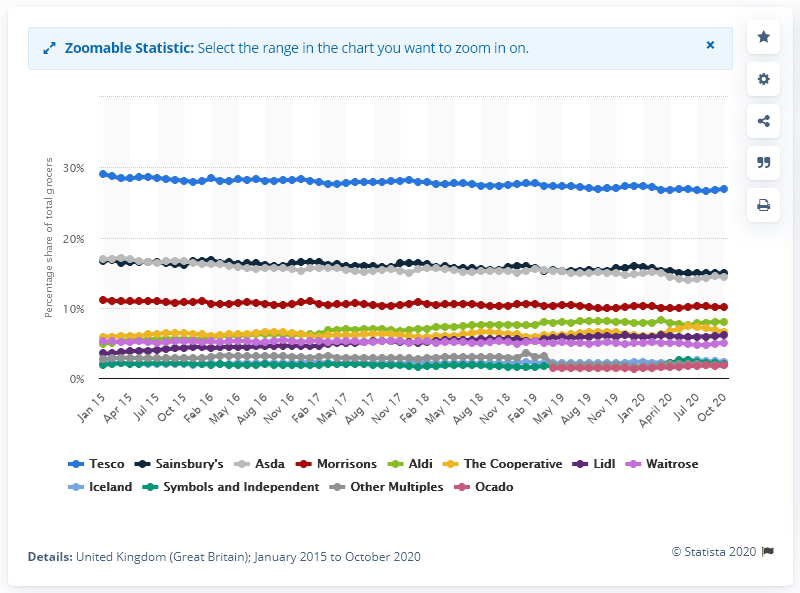 Zoomable Statistic: Select the range in the chart you want to zoom in on.
Percentage share of total grocers
30%
20%
10%
0%
Jan 15 Apr 15 Jul 15 Oct 15 Feb 16 May 16 Aug 16 Nov 16 Mar 17 May 17 Aug 17 Nov 17 Feb 18 May 18 Aug 18 Nov 18 Feb 19 May 19 Aug 19 Nov 19 Jan 20 April 20 Jul 20 Oct 20
Tesco Sainsbury's Asda Morrisons Aldi The Cooperative Lidl Waitrose
Iceland Symbols and Independent Other Multiples Ocado
© Statista 2020
Details: United Kingdom (Great Britain); January 2015 to October 2020